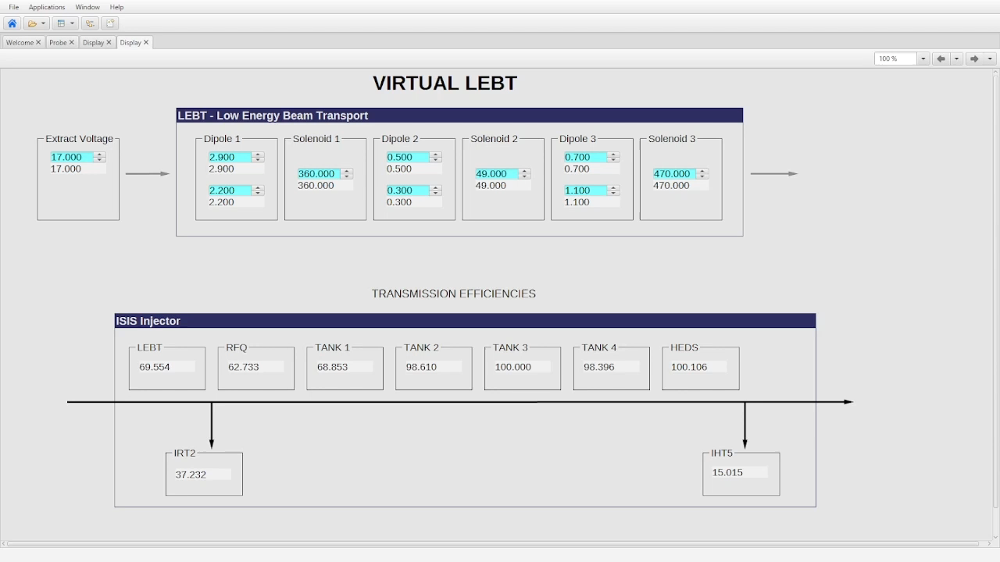 File Applications Window Help
Welcome Probe Display Display
100 %
VIRTUAL LEBT
LEBT - Low Energy Beam Transport
Extract Voltage Dipole 1 Solenoid 1 Dipole 2 Solenoid 2 Dipole 3 Solenoid 3
17.000 2.900 0.500 0.700
17.000 2.900 0.500 0.700
360.000 49.000 470.000
360.000 49.000 470.000
2.200 0.300 1.100
2.200 0.300 1.100
TRANSMISSION EFFICIENCIES
ISIS Injector
LEBT RFQ TANK 1 TANK 2 TANK 3 TANK 4 HEDS
69.554 62.733 68.853 98.610 100.000 98.396 100.106
IRT2 IHT5
37.232 15.015